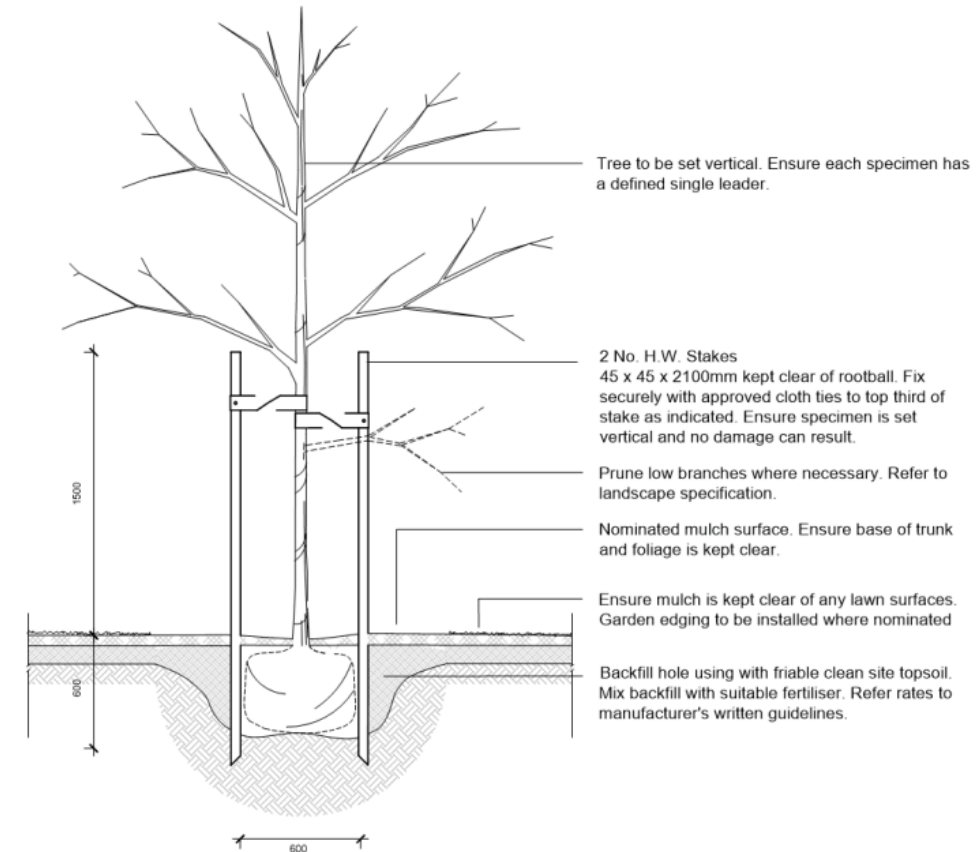 Tree to be set vertical. Ensure each specimen has
a defined single leader.
2 No. H.W. Stakes
45 x 45 x 2100mm kept clear of rootball. Fix
securely with approved cloth ties to top third of
stake as indicated. Ensure specimen is set
vertical and no damage can result.
Prune low branches where necessary. Refer to
landscape specification.
1500
Nominated mulch surface. Ensure base of trunk
and foliage is kept clear.
Ensure mulch is kept clear of any lawn surfaces.
Garden edging to be installed where nominated
600
Backfill hole using with friable clean site topsoil.
Mix backfill with suitable fertiliser. Refer rates to
manufacturer's written guidelines.
600